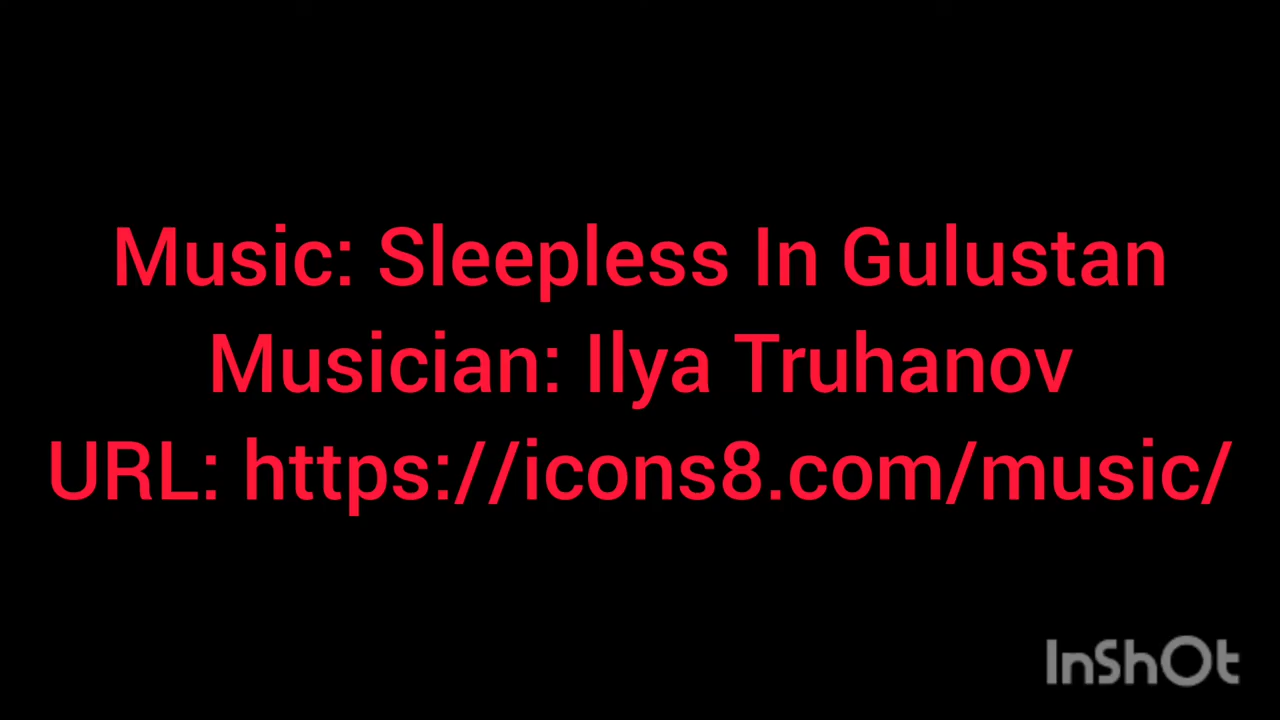 Music: Sleepless In Gulustan
Musician: Ilya Truhanov
URL: https://icons8.com/music/
InShOt